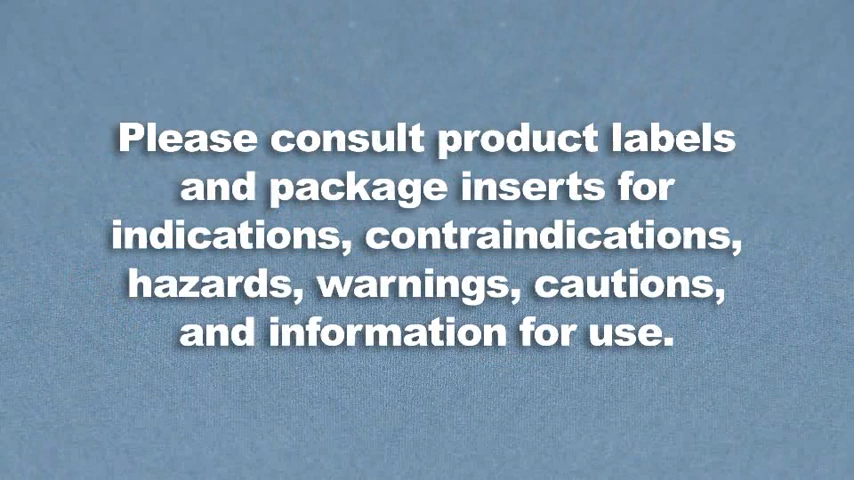 Please consult product labels
and package inserts for
indications, contraindications,
hazards, warnings, cautions,
and information for use.